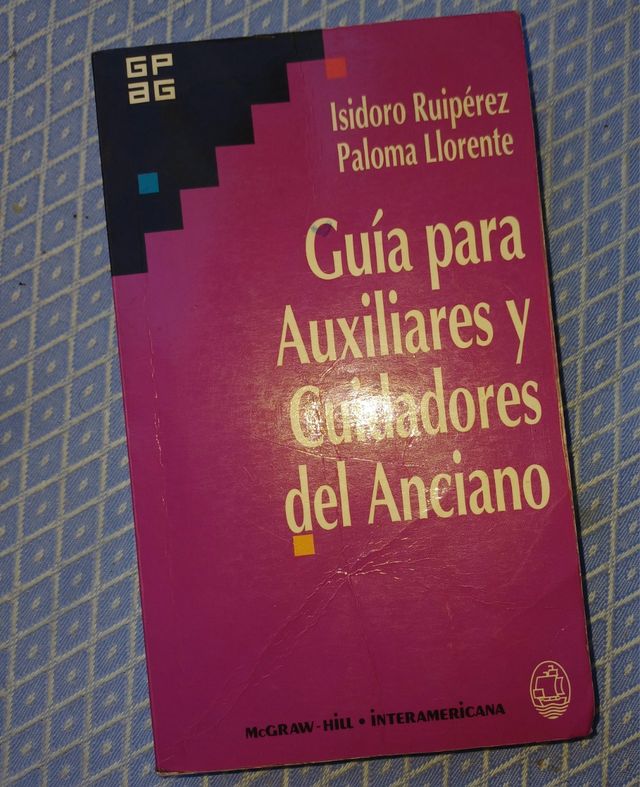 GP
aG
Isidoro Ruipérez
Paloma Llorente
Guía para
Auxiliares y
Cuidadores
del Anciano
McGRAW-HiLL • iNTERAMERiCANA